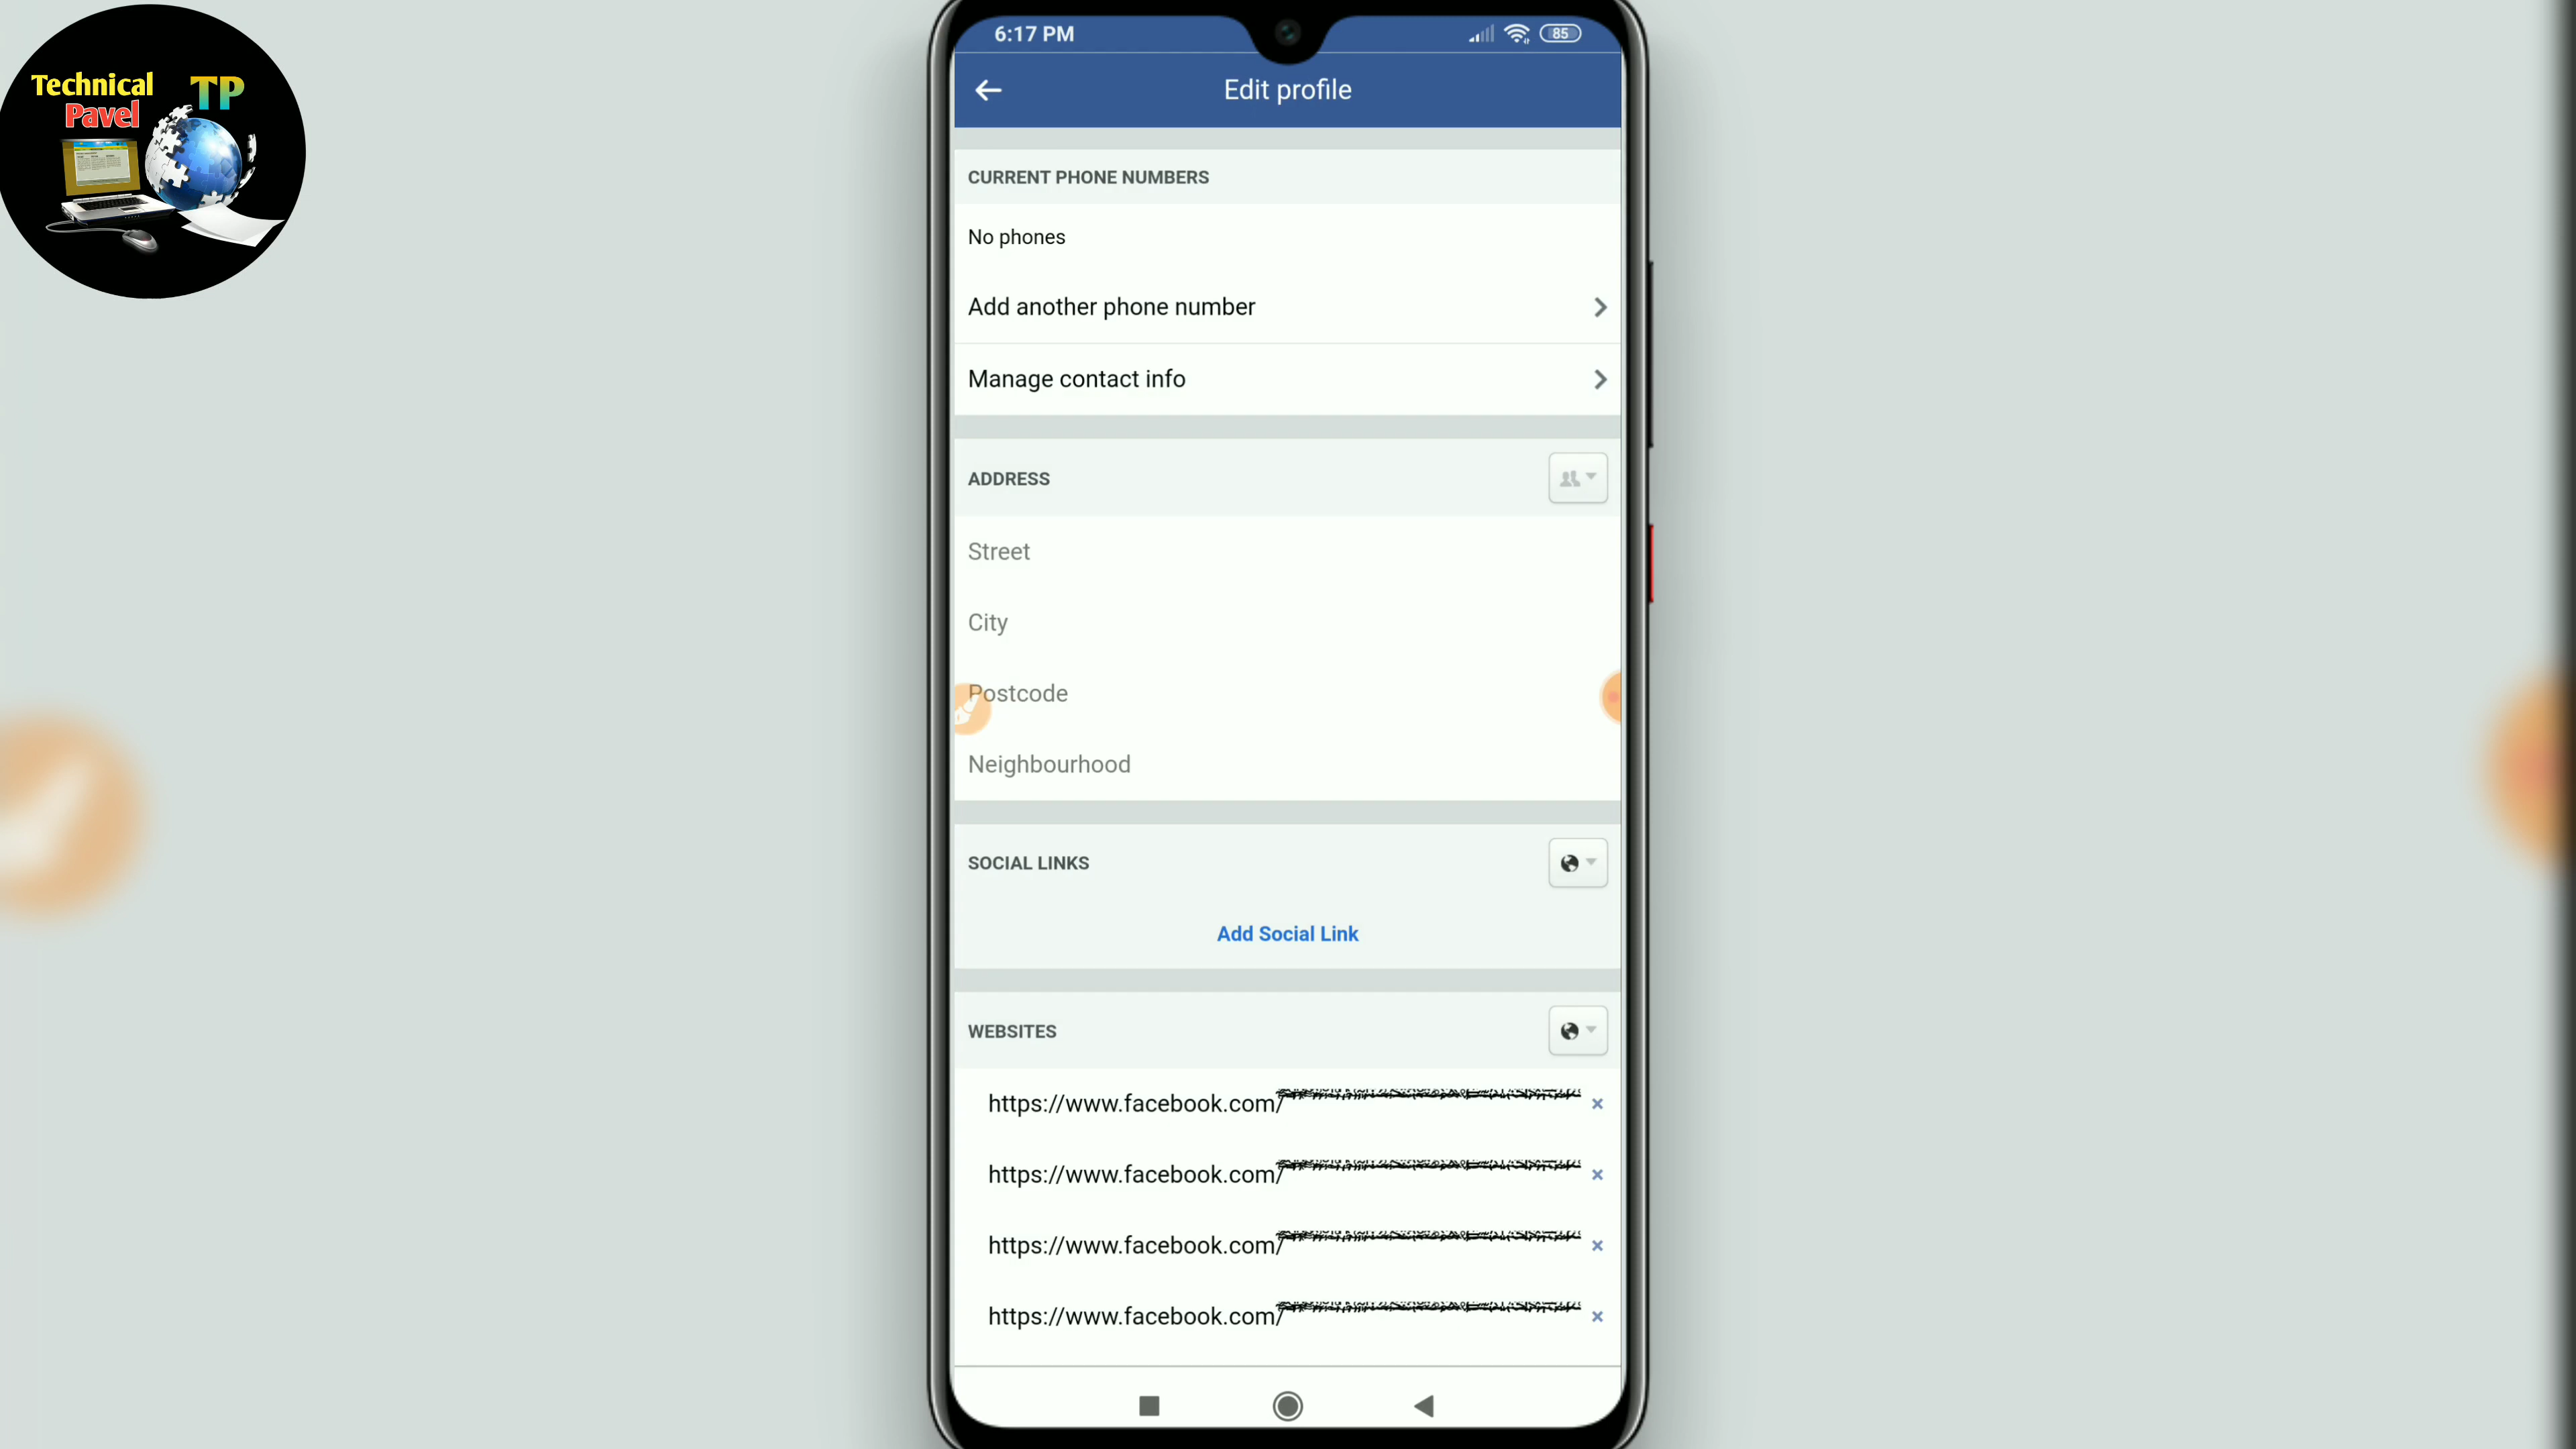 Technical TP
Pavel
6:17 PM
85
Edit profile
CURRENT PHONE NUMBERS
No phones
Add another phone number
Manage contact info
ADDRESS
Street
City
Postcode
Neighbourhood
SOCIAL LINKS
Add Social Link
WEBSITES
https://www.facebook.com/
https://www.facebook.com/
https://www.facebook.com/
https://www.facebook.com/